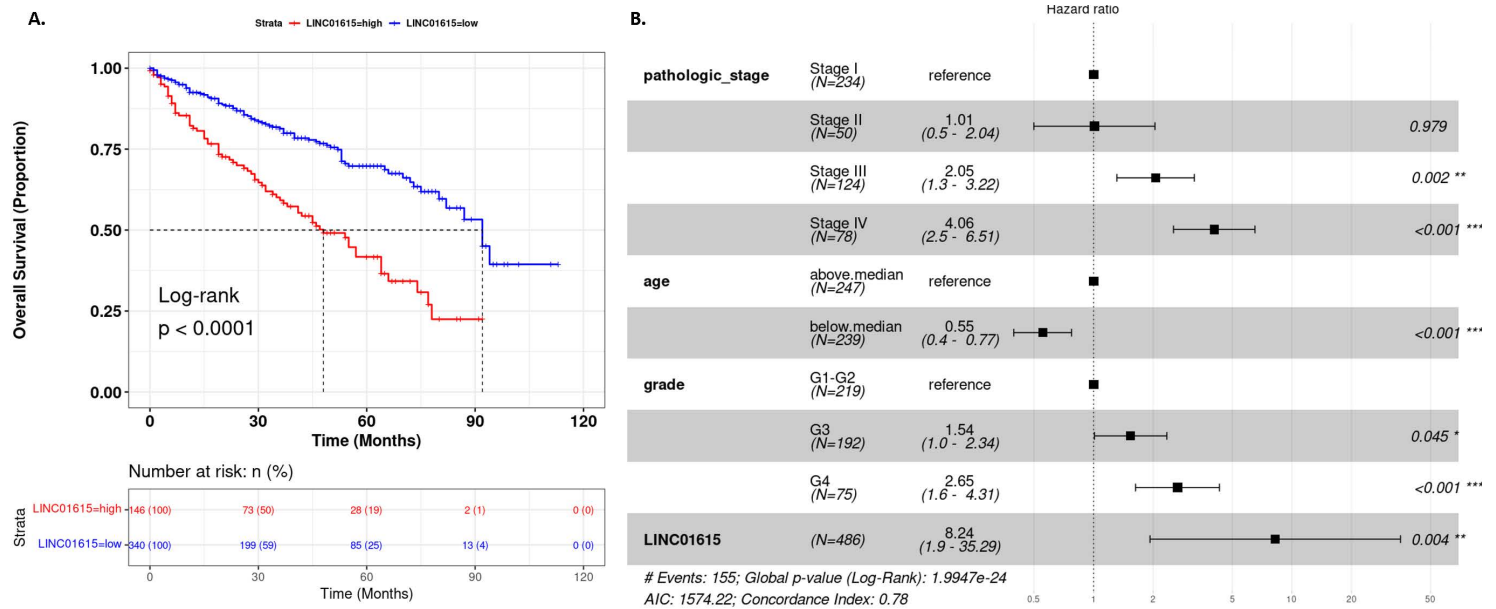 A.
Strata LINC01615=high LINC01615=low
Overall Survival (Proportion)
1.00
0.75
0.50
0.25
0.00
Log-rank
p < 0.0001
0 30 60 90 120
Time (Months)
Number at risk: n (%)
Strata
LINC01615=high 146 (100) 73 (50) 28 (19) 2 (1) 0 (0)
LINC01615=low 340 (100) 199 (59) 85 (25) 13 (4) 0 (0)
0 30 60 90 120
Time (Months)
B.
Hazard ratio
pathologic_stage Stage I reference
(N=234)
Stage II 1.01 0.979
(N=50) (0.5 - 2.04)
Stage III 2.05 0.002 **
(N=124) (1.3 - 3.22)
Stage IV 4.06 <0.001 ***
(N=78) (2.5 - 6.51)
age above.median reference
(N=247)
below.median 0.55 <0.001 ***
(N=239) (0.4 - 0.77)
grade G1-G2 reference
(N=219)
G3 1.54 0.045 *
(N=192) (1.0 - 2.34)
G4 2.65 <0.001 ***
(N=75) (1.6 - 4.31)
LINC01615 (N=486) 8.24 0.004 **
(1.9 - 35.29)
# Events: 155; Global p-value (Log-Rank): 1.9947e-24
AIC: 1574.22; Concordance Index: 0.78
0.5 1 2 5 10 20 50